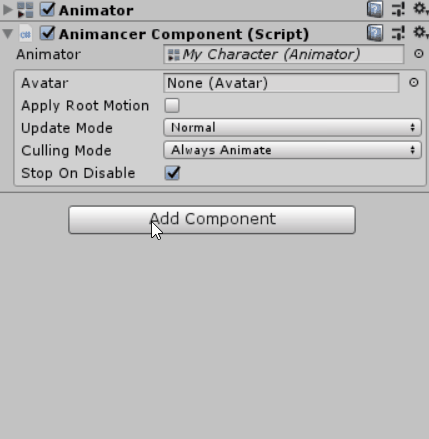 Animator
Animancer Component (Script)
Animator My Character (Animator)
Avatar None (Avatar)
Apply Root Motion
Update Mode Normal
Culling Mode Always Animate
Stop On Disable
Add Component